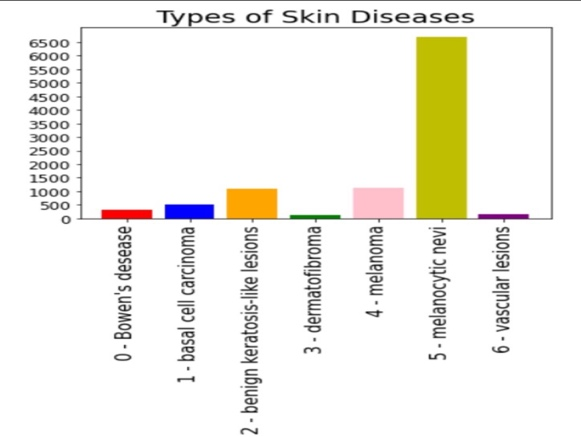 Types of Skin Diseases
6500
6000
5500
5000
4500
4000
3500
3000
2500
2000
1500
1000
500
0
0 - Bowen's desease
1 - basal cell carcinoma
2 - benign keratosis-like lesions
3 - dermatofibroma
4 - melanoma
5 - melanocytic nevi
6 - vascular lesions